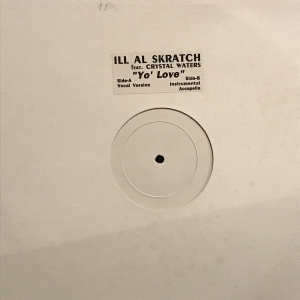 ILL AL SKRATCH
feat. CRYSTAL WATERS
"Yo' Love"
Side-A Side-B
Vocal Version Instrumental
Accapella